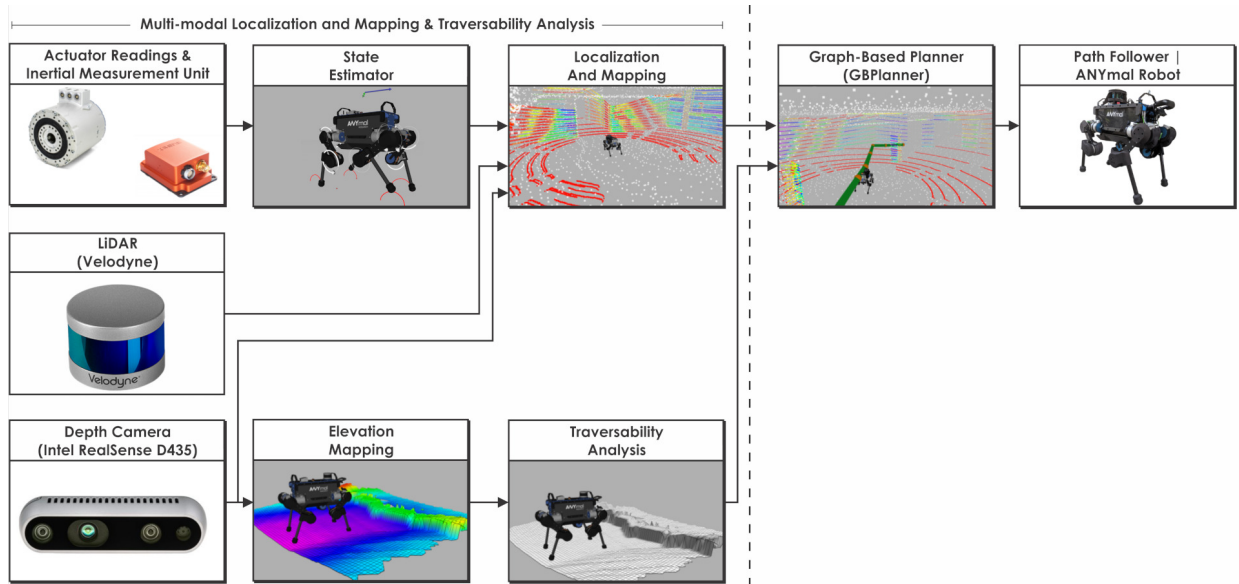 Multi-modal Localization and Mapping & Traversability Analysis
Actuator Readings &
Inertial Measurement Unit
State
Estimator
Localization
And Mapping
Graph-Based Planner
(GBPlanner)
Path Follower |
ANYmal Robot
ANYmal
LiDAR
(Velodyne)
Velodyne
Depth Camera
(Intel RealSense D435)
Elevation
Mapping
Traversability
Analysis
ANYmal
ANYmal